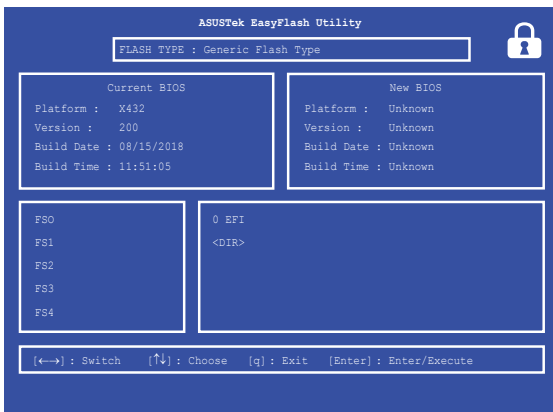 ASUSTek EasyFlash Utility
FLASH TYPE : Generic Flash Type
Current BIOS
Platform : X432
Version : 200
Build Date : 08/15/2018
Build Time : 11:51:05
New BIOS
Platform : Unknown
Version : Unknown
Build Date : Unknown
Build Time : Unknown
FS0
FS1
FS2
FS3
FS4
0 EFI
<DIR>
[←→] : Switch [↑↓] : Choose [q] : Exit [Enter] : Enter/Execute